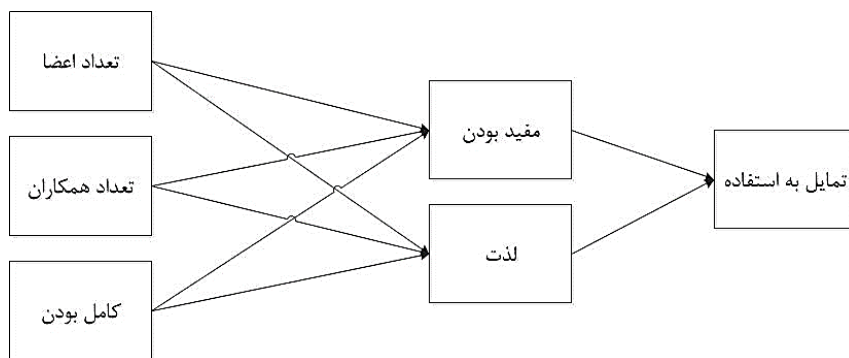 تعداد اعضا
تعداد همکاران
کامل بودن
مفید بودن
لذت
تمایل به استفاده